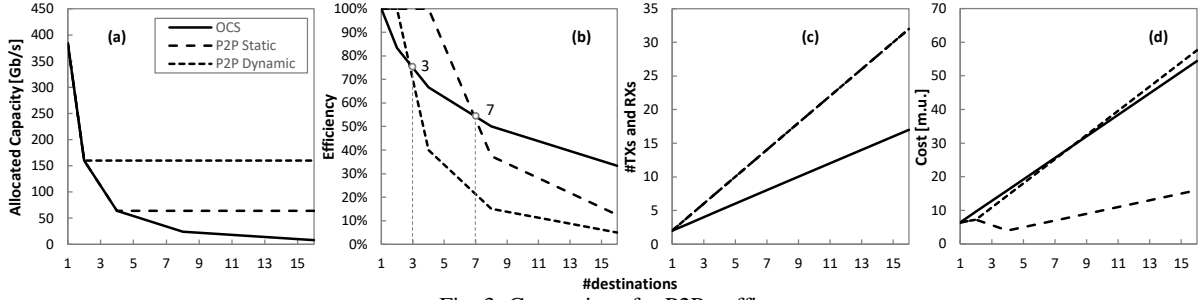 (a)
OCS
P2P Static
P2P Dynamic
Allocated Capacity [Gb/s]
450
400
350
300
250
200
150
100
50
0
1 3 5 7 9 11 13 15
(b)
3
7
Efficiency
100%
90%
80%
70%
60%
50%
40%
30%
20%
10%
0%
1 3 5 7 9 11 13 15
(c)
#TXs and RXs
35
30
25
20
15
10
5
0
1 3 5 7 9 11 13 15
(d)
Cost [m.u.]
70
60
50
40
30
20
10
0
1 3 5 7 9 11 13 15
#destinations